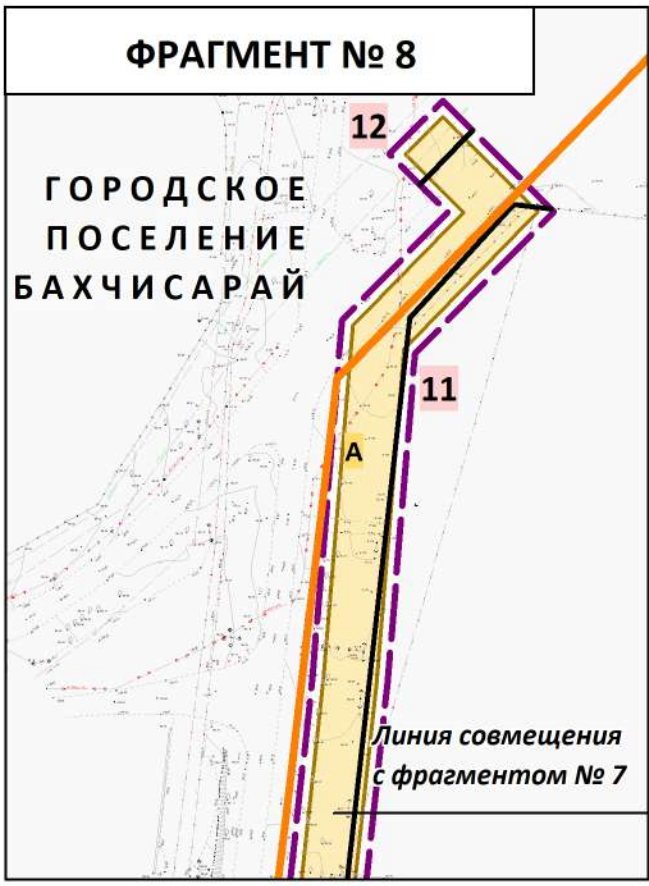 ФРАГМЕНТ № 8
12
ГОРОДСКОЕ
ПОСЕЛЕНИЕ
БАХЧИСАРАЙ
11
А
Линия совмещения
с фрагментом № 7